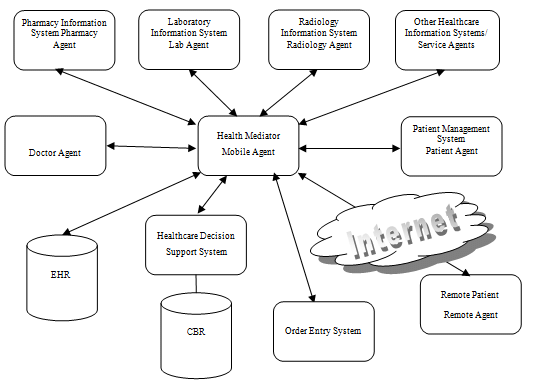 Pharmacy Information
System Pharmacy
Agent
Laboratory
Information System
Lab Agent
Radiology
Information System
Radiology Agent
Other Healthcare
Information Systems/
Service Agents
Health Mediator
Mobile Agent
Doctor Agent
Patient Management
System
Patient Agent
Internet
Healthcare Decision
Support System
EHR
CBR
Order Entry System
Remote Patient
Remote Agent